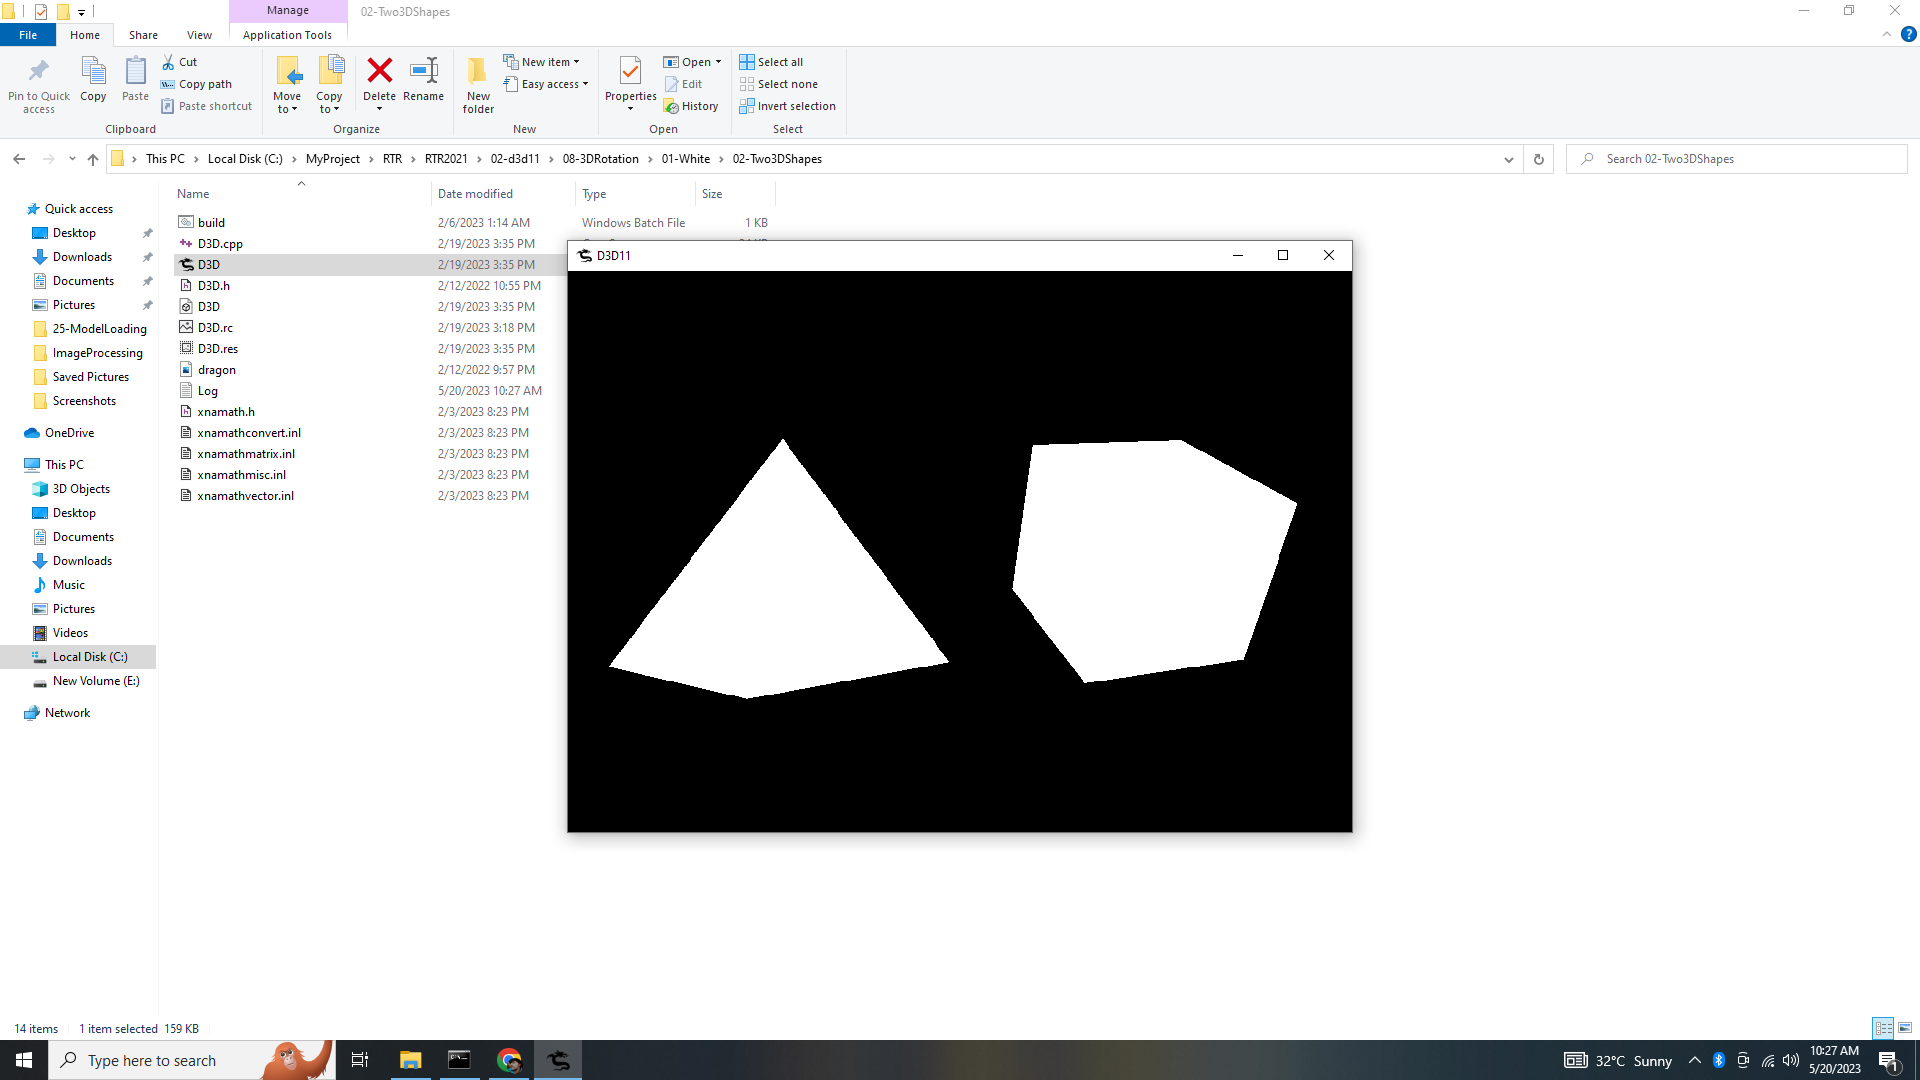 Manage
02-Two3DShapes
File
Home
Share
View
Application Tools
Pin to Quick access
Copy
Paste
Cut
Copy path
Paste shortcut
Clipboard
Move to
Copy to
Delete
Rename
Organize
New folder
New item
Easy access
New
Properties
Open
Edit
History
Open
Select all
Select none
Invert selection
Select
This PC
Local Disk (C:)
MyProject
RTR
RTR2021
02-d3d11
08-3DRotation
01-White
02-Two3DShapes
Search 02-Two3DShapes
Name
Date modified
Type
Size
Quick access
Desktop
Downloads
Documents
Pictures
25-ModelLoading
ImageProcessing
Saved Pictures
Screenshots
OneDrive
This PC
3D Objects
Desktop
Documents
Downloads
Music
Pictures
Videos
Local Disk (C:)
New Volume (E:)
Network
build 2/6/2023 1:14 AM Windows Batch File 1 KB
D3D.cpp 2/19/2023 3:35 PM
D3D 2/19/2023 3:35 PM
D3D.h 2/12/2022 10:55 PM
D3D 2/19/2023 3:35 PM
D3D.rc 2/19/2023 3:18 PM
D3D.res 2/19/2023 3:35 PM
dragon 2/12/2022 9:57 PM
Log 5/20/2023 10:27 AM
xnamath.h 2/3/2023 8:23 PM
xnamathconvert.inl 2/3/2023 8:23 PM
xnamathmatrix.inl 2/3/2023 8:23 PM
xnamathmisc.inl 2/3/2023 8:23 PM
xnamathvector.inl 2/3/2023 8:23 PM
D3D11
14 items
1 item selected 159 KB
Type here to search
32°C Sunny
10:27 AM
5/20/2023
1